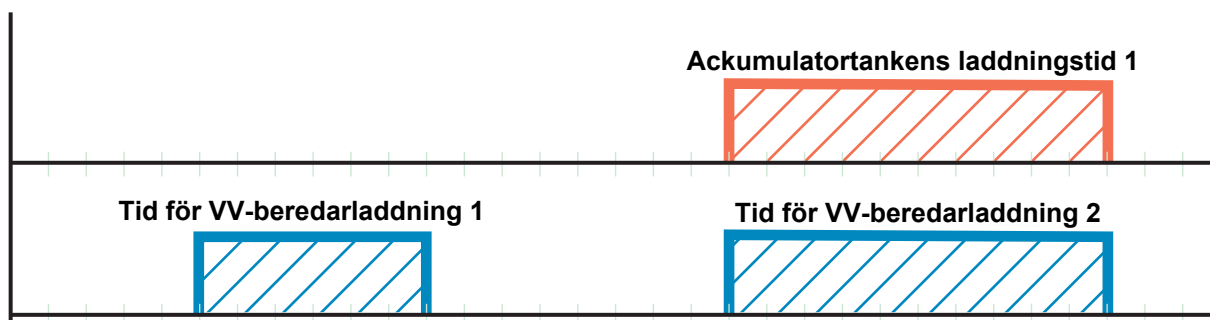 Ackumulatortankens laddningstid 1
Tid för VV-beredarladdning 1
Tid för VV-beredarladdning 2